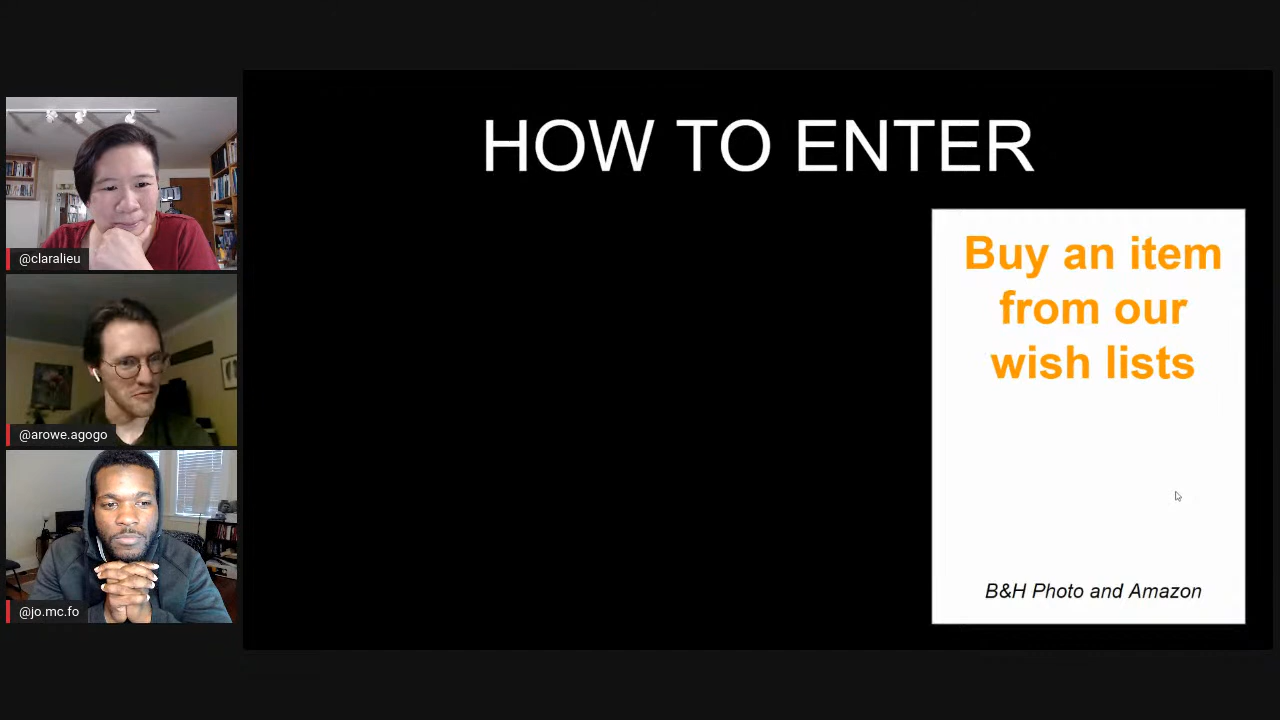 HOW TO ENTER
Buy an item
from our
wish lists
B&H Photo and Amazon
@claralieu
@arowe.agogo
@jo.mc.fo